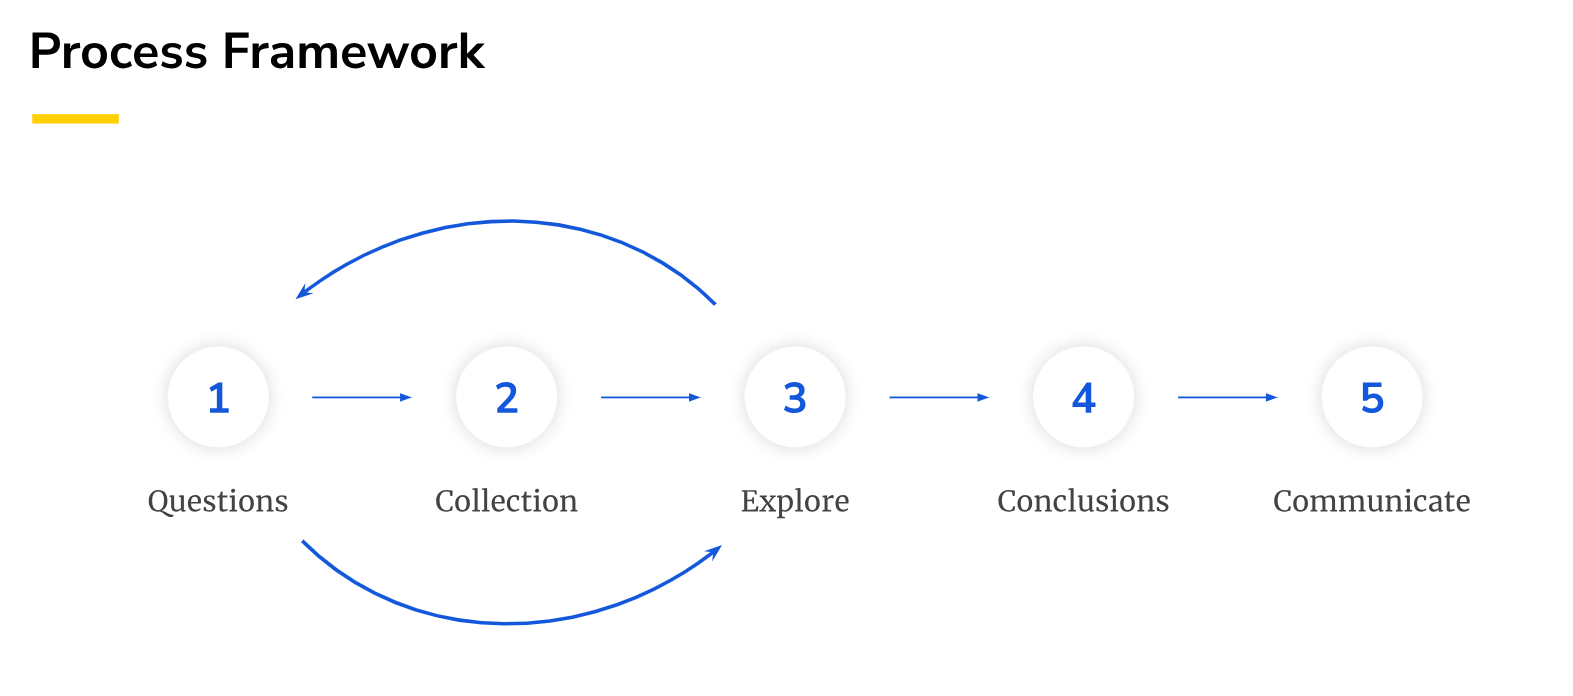 Process Framework
1 2 3 4 5
Questions Collection Explore Conclusions Communicate